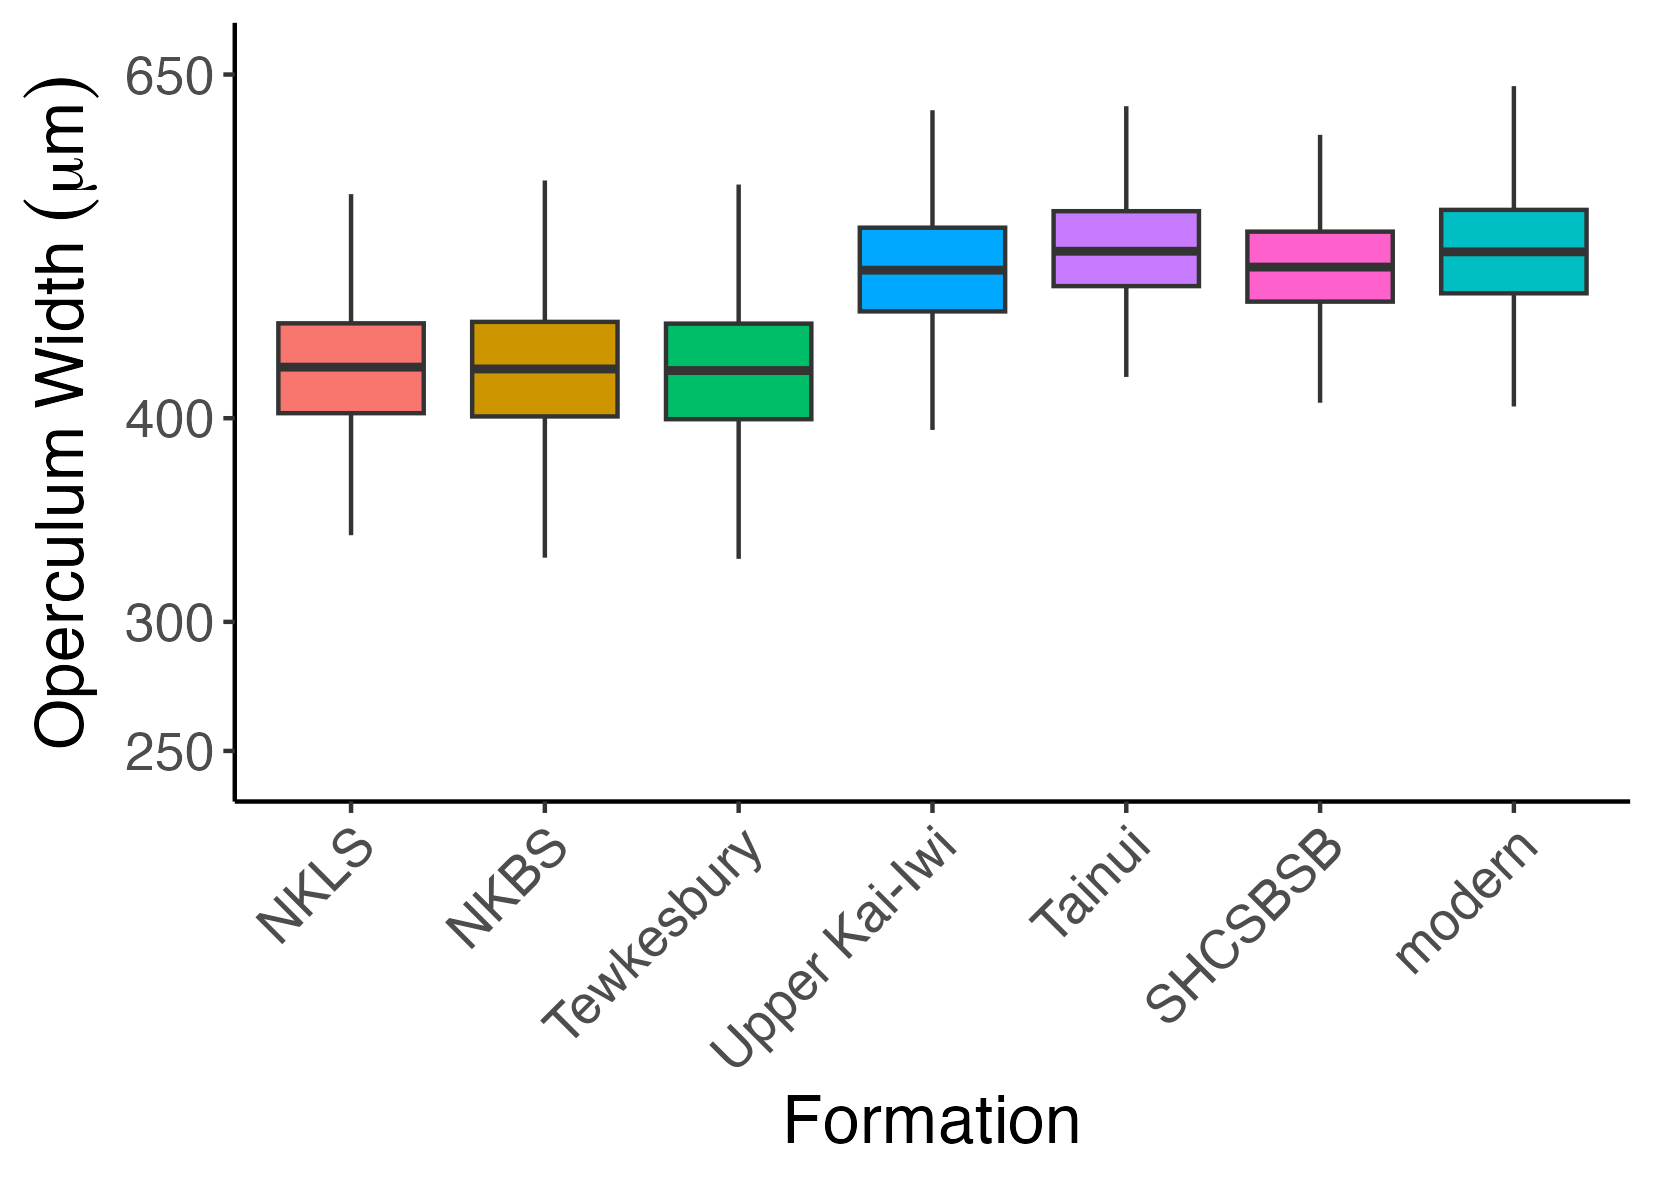 Operculum Width (μm)
650
400
300
250
NKLS
NKBS
Tewkesbury
Upper Kai-Iwi
Tainui
SHCSBSB
modern
Formation